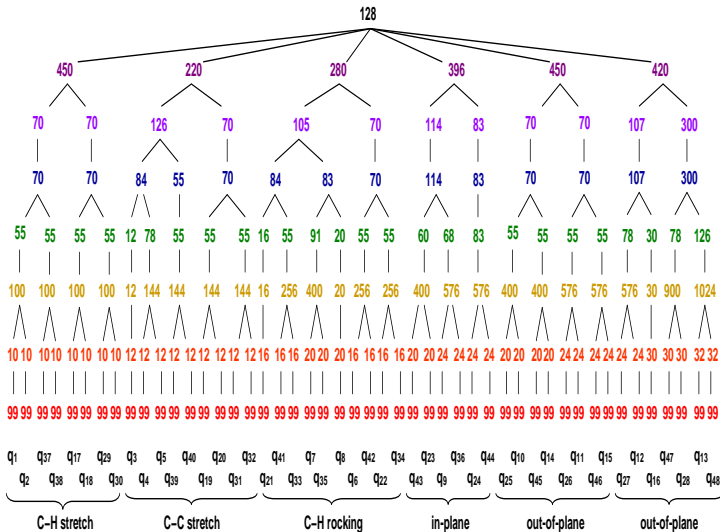 128
450 220 280 396 450 420
70 70 126 70 105 70 114 83 70 70 107 300
70 70 84 55 70 84 83 70 114 83 70 70 107 300
55 55 55 55 12 78 55 55 55 16 55 91 20 55 55 60 68 83 55 55 55 55 78 30 78 126
100 100 100 100 12 144 144 144 144 16 256 400 20 256 256 400 576 576 400 400 576 576 576 30 900 1024
10 10 10 10 10 10 10 10 12 12 12 12 12 12 12 12 16 16 16 20 20 20 16 16 16 16 20 20 24 24 24 24 20 20 20 20 24 24 24 24 24 24 30 30 30 32 32
99 99 99 99 99 99 99 99 99 99 99 99 99 99 99 99 99 99 99 99 99 99 99 99 99 99 99 99 99 99 99 99 99 99 99 99 99 99 99 99 99 99 99 99 99 99 99
q1 q37 q17 q29 q3 q5 q40 q20 q32 q41 q7 q8 q42 q34 q23 q36 q44 q10 q14 q11 q15 q12 q47 q13
q2 q38 q18 q30 q4 q39 q19 q31 q21 q33 q35 q6 q22 q43 q9 q24 q25 q45 q26 q46 q27 q16 q28 q48
C–H stretch C–C stretch C–H rocking in-plane out-of-plane out-of-plane